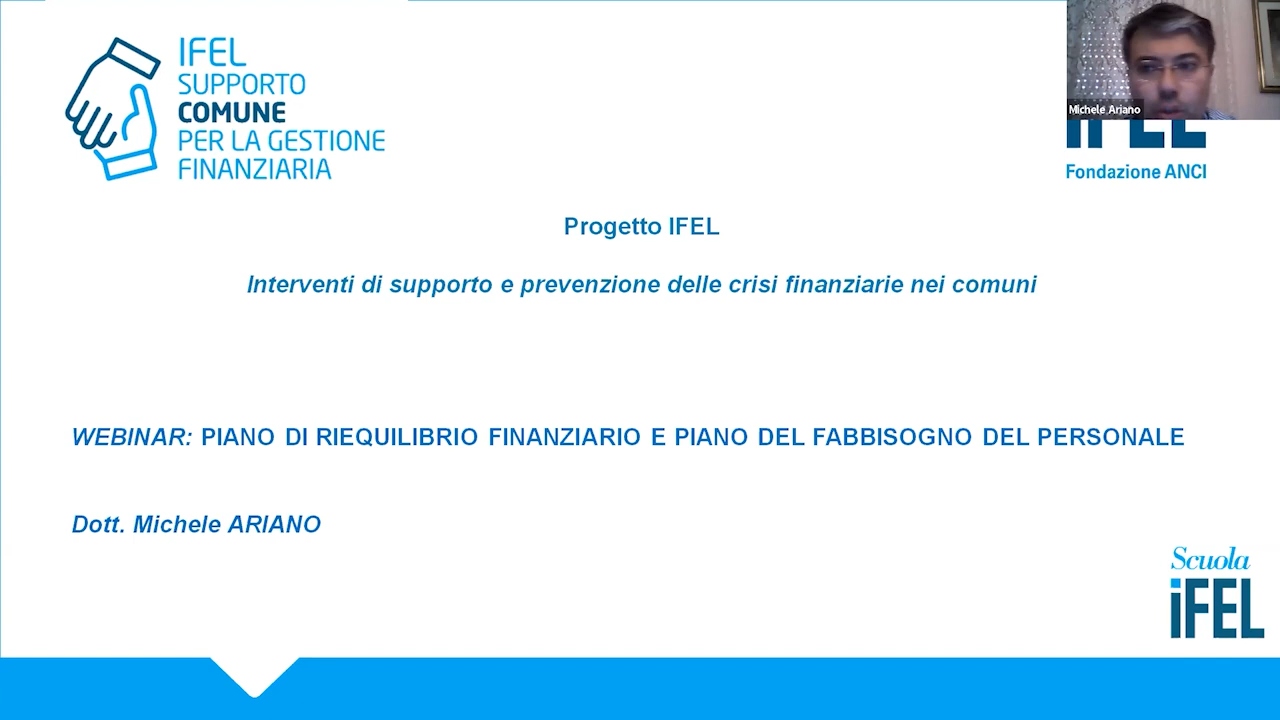 IFEL
SUPPORTO
COMUNE
PER LA GESTIONE
FINANZIARIA
Michele Ariano
iFEL
Fondazione ANCI
Progetto IFEL
Interventi di supporto e prevenzione delle crisi finanziarie nei comuni
WEBINAR: PIANO DI RIEQUILIBRIO FINANZIARIO E PIANO DEL FABBISOGNO DEL PERSONALE
Dott. Michele ARIANO
Scuola
iFEL